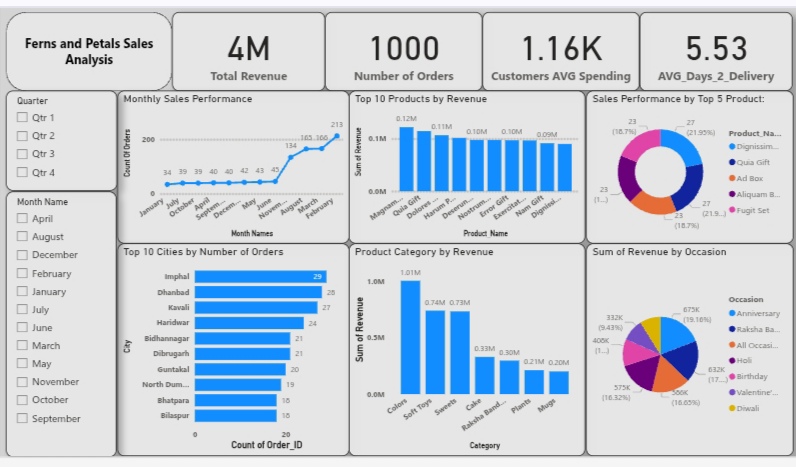 Ferns and Petals Sales
Analysis
4M
Total Revenue
1000
Number of Orders
1.16K
Customers AVG Spending
5.53
AVG_Days_2_Delivery
Quarter
Qtr 1
Qtr 2
Qtr 3
Qtr 4
Month Name
April
August
December
February
January
July
June
March
May
November
October
September
Monthly Sales Performance
Count Of Orders
200
0
34 39 39 40 40 42 43 45 134 165 166 213
January July October April Septem... Decem... May June Novem... August March February
Month Names
Top 10 Products by Revenue
Sum of Revenue
0.1M
0.0M
0.12M 0.11M 0.10M 0.10M 0.09M
Magnam... Quia Gift Dolores ... Harum P... Deserun... Nostrum... Error Gift Exercitat... Nam Gift Dignissi...
Product_Name
Sales Performance by Top 5 Product:
23
(18.7%)
27
(21.95%)
23
(1...)
23
(18.7%)
27
(21.9...)
Product_Na...
Dignissim...
Quia Gift
Ad Box
Aliquam B...
Fugit Set
Top 10 Cities by Number of Orders
City
Imphal 29
Dhanbad 28
Kavali 27
Haridwar 24
Bidhannagar 21
Dibrugarh 21
Guntakal 20
North Dum... 19
Bhatpara 18
Bilaspur 18
0 20
Count of Order_ID
Product Category by Revenue
Sum of Revenue
1.0M
0.5M
0.0M
1.01M 0.74M 0.73M 0.33M 0.30M 0.21M 0.20M
Colors Soft Toys Sweets Cake Raksha Band... Plants Mugs
Category
Sum of Revenue by Occasion
332K
(9.43%)
(1...)
575K
(16.32%)
675K
(19.16%)
632K
(17....)
586K
(16.65%)
Occasion
Anniversary
Raksha Ba...
All Occasi...
Holi
Birthday
Valentine'...
Diwali